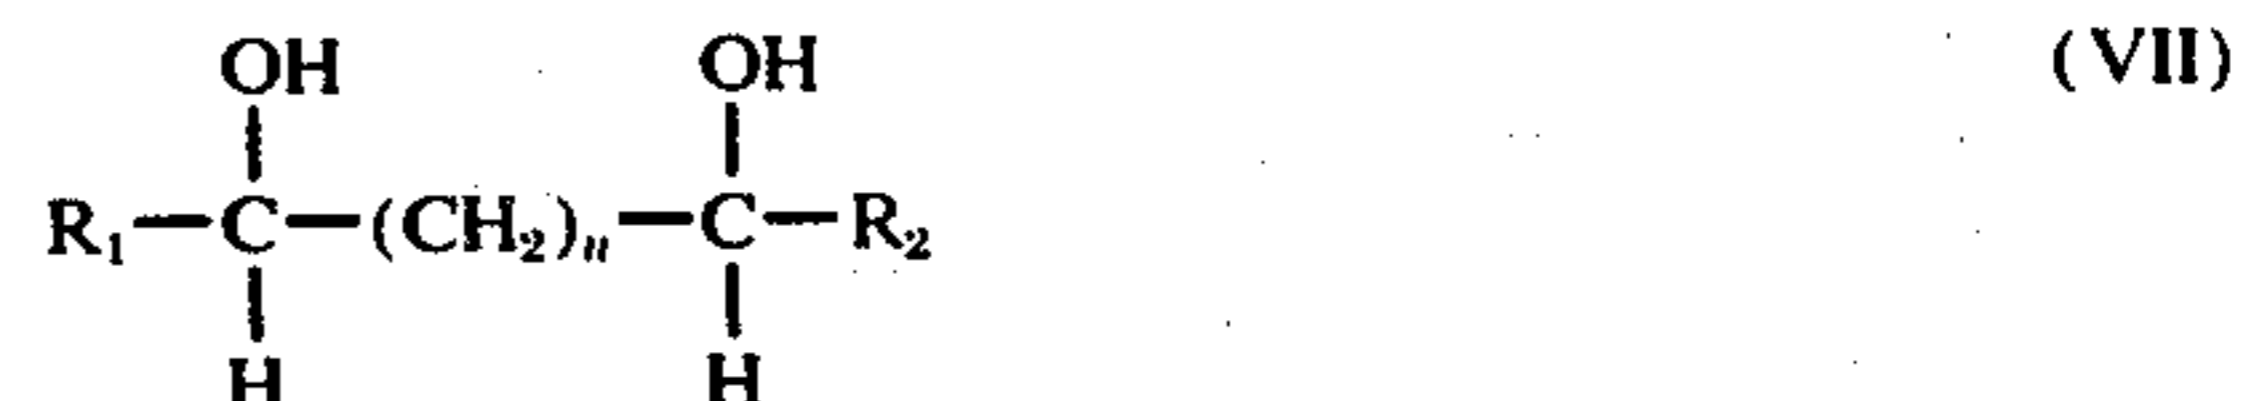 OH OH (VII)
R₁—C—(CH₂)ₙ—C—R₂
H H